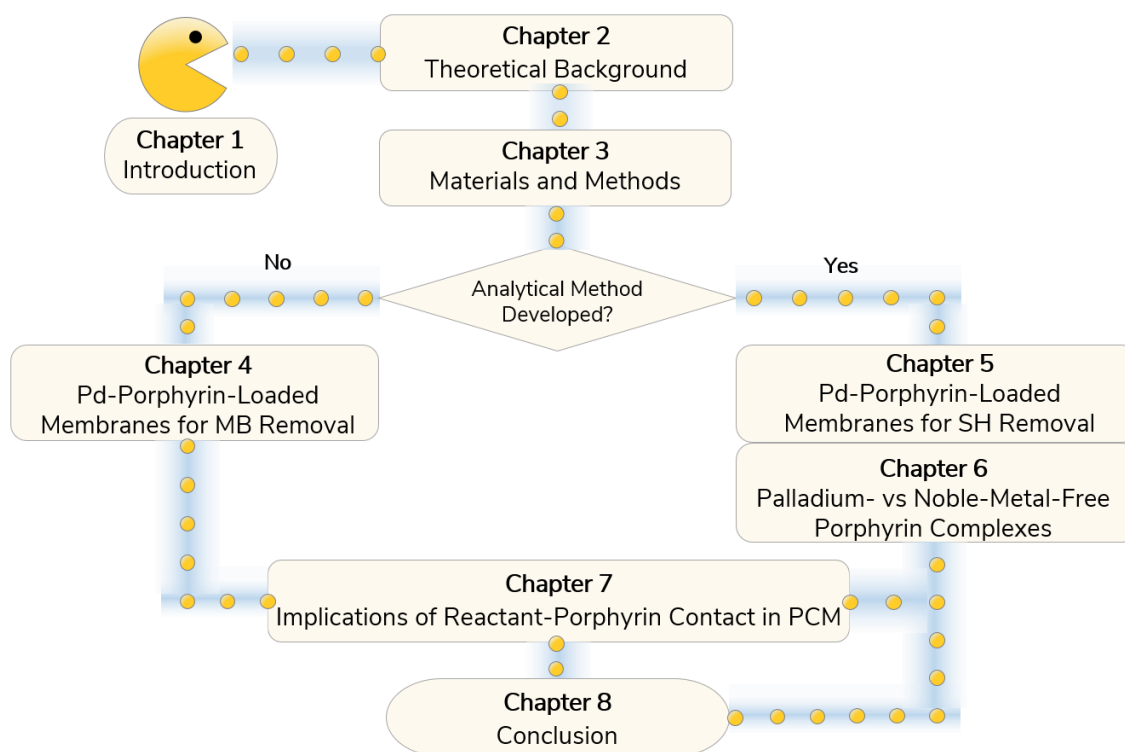 Chapter 2
Theoretical Background
Chapter 1
Introduction
Chapter 3
Materials and Methods
No
Analytical Method
Developed?
Yes
Chapter 4
Pd-Porphyrin-Loaded
Membranes for MB Removal
Chapter 5
Pd-Porphyrin-Loaded
Membranes for SH Removal
Chapter 6
Palladium- vs Noble-Metal-Free
Porphyrin Complexes
Chapter 7
Implications of Reactant-Porphyrin Contact in PCM
Chapter 8
Conclusion